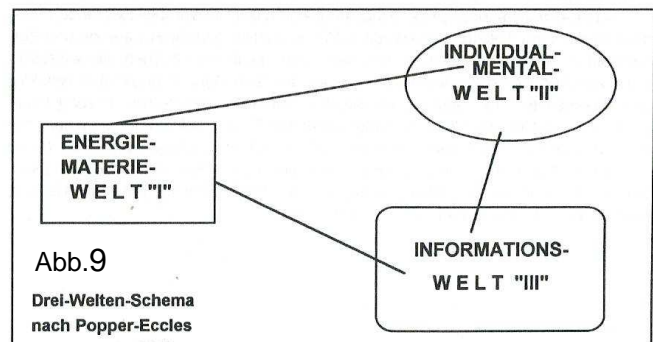 INDIVIDUAL-
MENTAL-
W E L T "II"
ENERGIE-
MATERIE-
W E L T "I"
INFORMATIONS-
W E L T "III"
Abb.9
Drei-Welten-Schema
nach Popper-Eccles